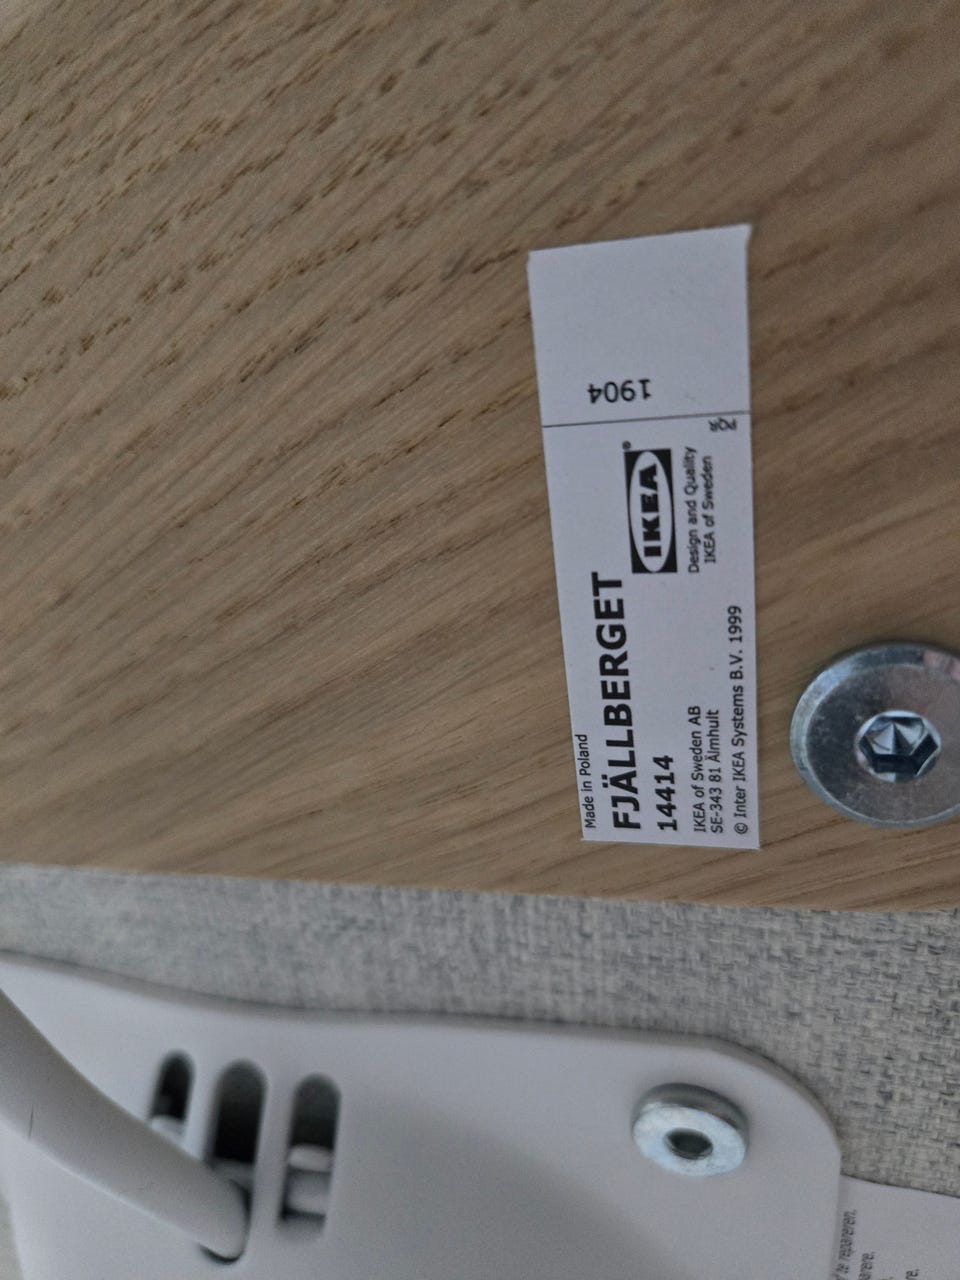 Made in Poland
FJÄLLBERGET
14414
IKEA®
Design and Quality
IKEA of Sweden
IKEA of Sweden AB
SE-343 81 Älmhult
© Inter IKEA Systems B.V. 1999
1904